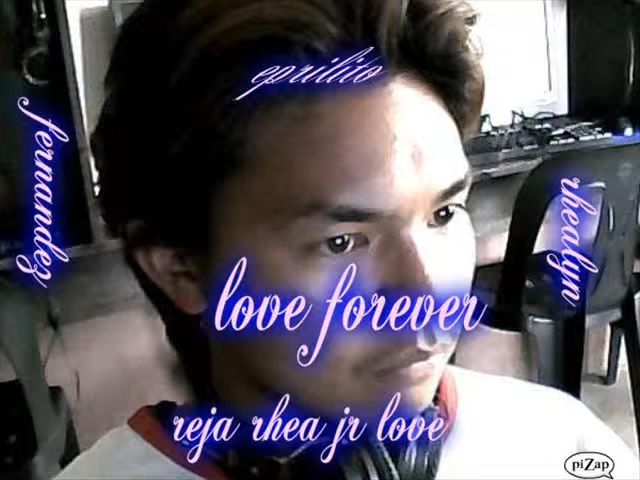 eprilito
fernandez
rhealyn
love forever
reja rhea jr love
piZap